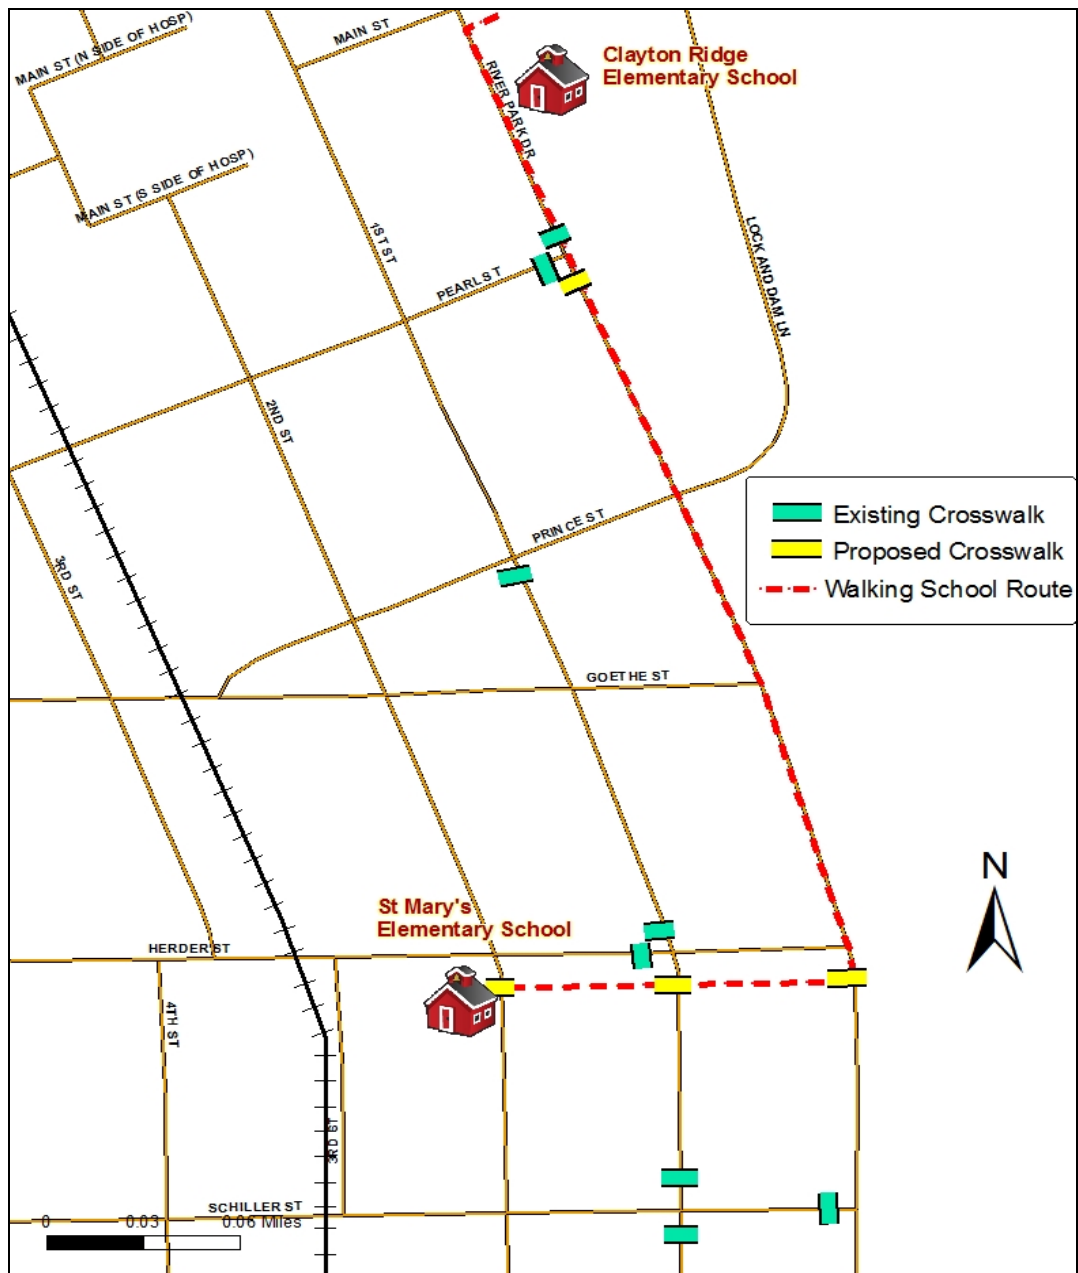 MAIN ST (N SIDE OF HOSP)
MAIN ST
Clayton Ridge
Elementary School
RIVER PARK DR
MAIN ST (S SIDE OF HOSP)
1ST ST
LOCK AND DAM LN
PEARL ST
2ND ST
Existing Crosswalk
PRINCE ST
Proposed Crosswalk
3RD ST
Walking School Route
GOETHE ST
N
St Mary's
Elementary School
HERDER ST
4TH ST
3RD ST
SCHILLER ST
0 0.03 0.06 Miles